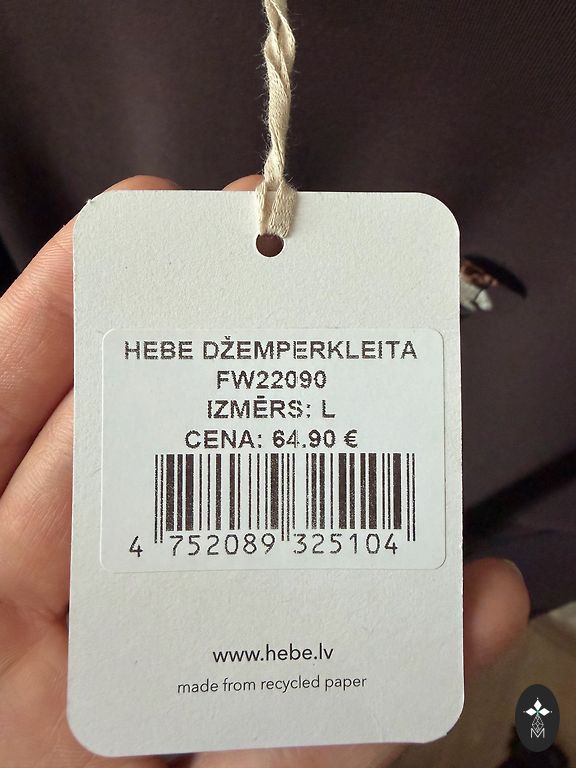 HEBE DŽEMPERKLEITA
FW22090
IZMĒRS: L
CENA: 64.90 €
4 752089 325104
www.hebe.lv
made from recycled paper
M